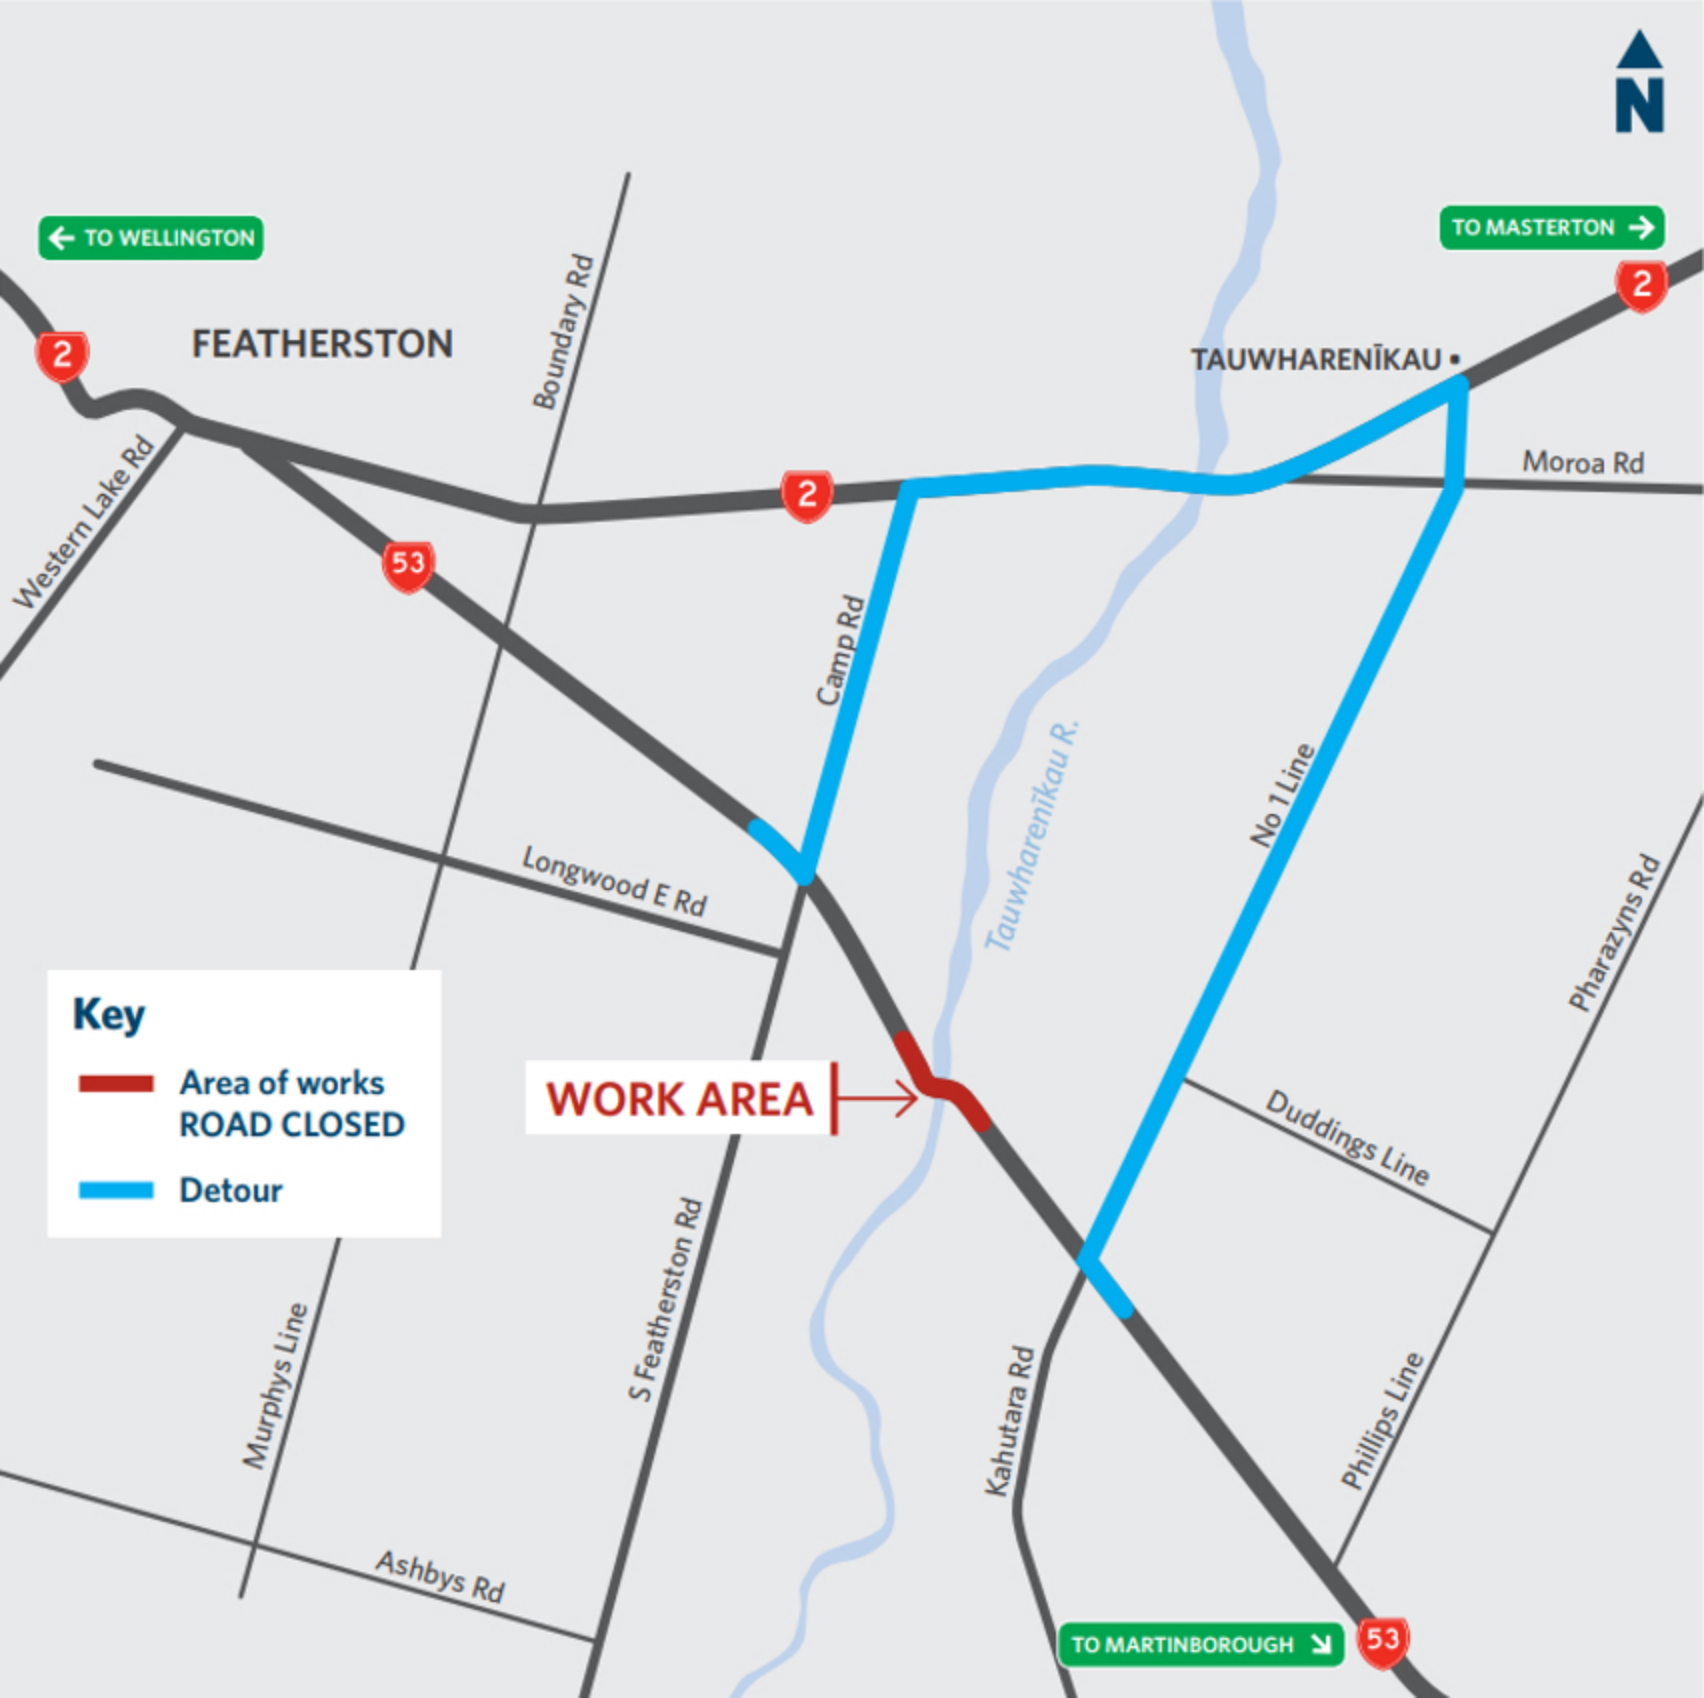 N
← TO WELLINGTON
TO MASTERTON →
2
2
FEATHERSTON
Boundary Rd
TAUWHARENĪKAU
Western Lake Rd
2
Moroa Rd
53
Camp Rd
Tauwharenīkau R.
No 1 Line
Longwood E Rd
Pharazyns Rd
Key
Area of works
ROAD CLOSED
Detour
WORK AREA
Duddings Line
S Featherston Rd
Murphys Line
Kahutara Rd
Phillips Line
Ashbys Rd
TO MARTINBOROUGH ↘
53